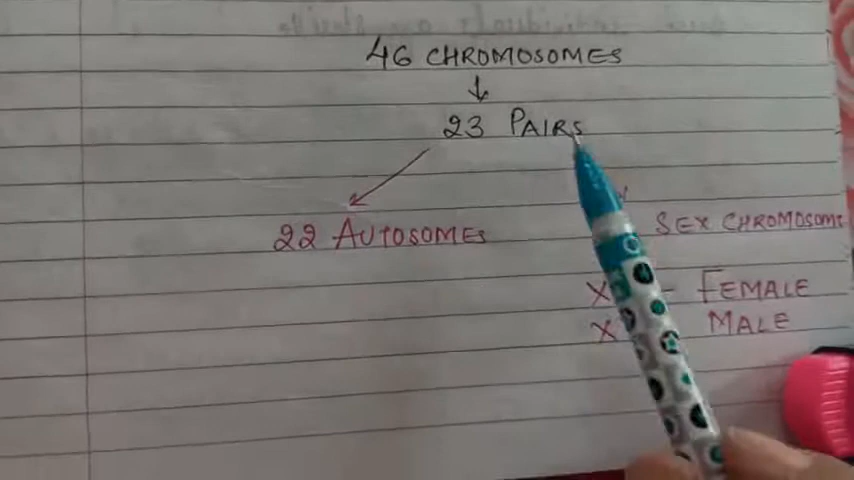 46 CHROMOSOMES
23 PAIRS
22 AUTOSOMES
SEX CHROMOSOME
X - FEMALE
X MALE